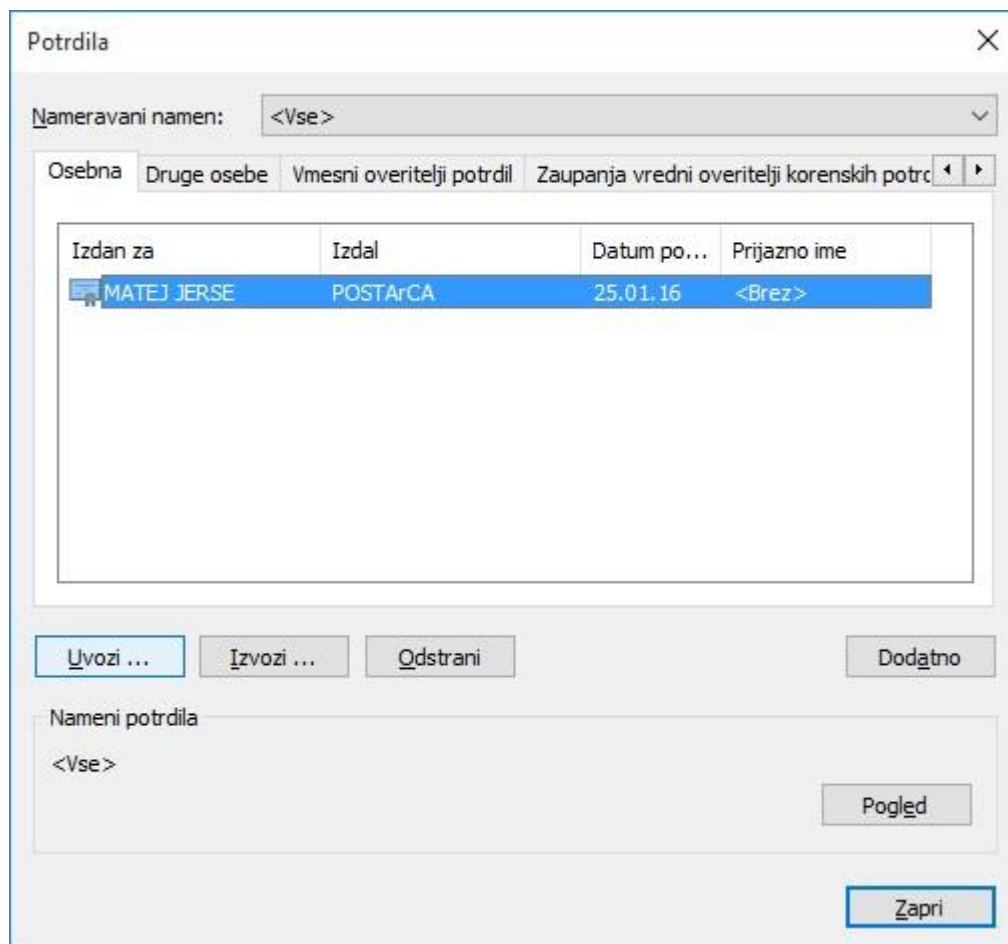 Potrdila
Nameravani namen: <Vse>
Osebna Druge osebe Vmesni overitelji potrdil Zaupanja vredni overitelji korenskih potrc
Izdan za Izdal Datum po... Prijazno ime
MATEJ JERSE POSTArCA 25.01.16 <Brez>
Uvozi ... Izvozi ... Odstrani Dodatno
Nameni potrdila
<Vse>
Pogled
Zapri